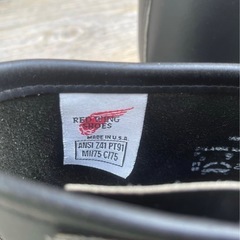 RED WING
SHOES
MADE IN U.S.A.
ANSI Z41 PT91
MI/75 C/75